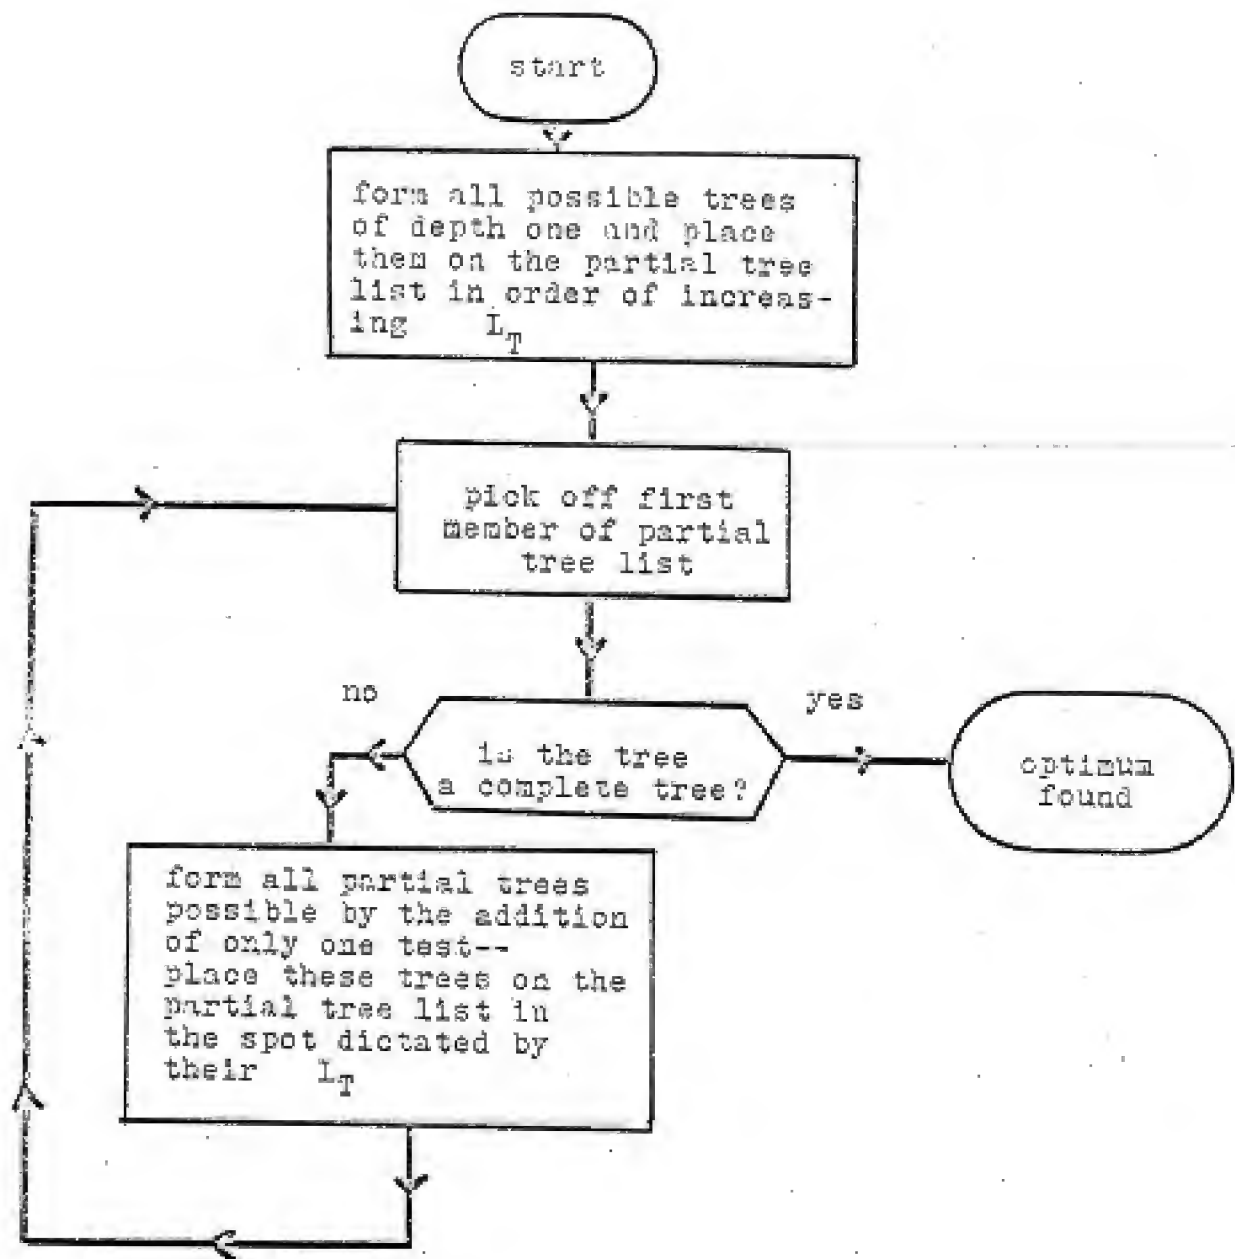 start
form all possible trees
of depth one and place
them on the partial tree
list in order of increas-
ing L_T
pick off first
member of partial
tree list
no
yes
is the tree
a complete tree?
optimum
found
form all partial trees
possible by the addition
of only one test--
place these trees on the
partial tree list in
the spot dictated by
their L_T